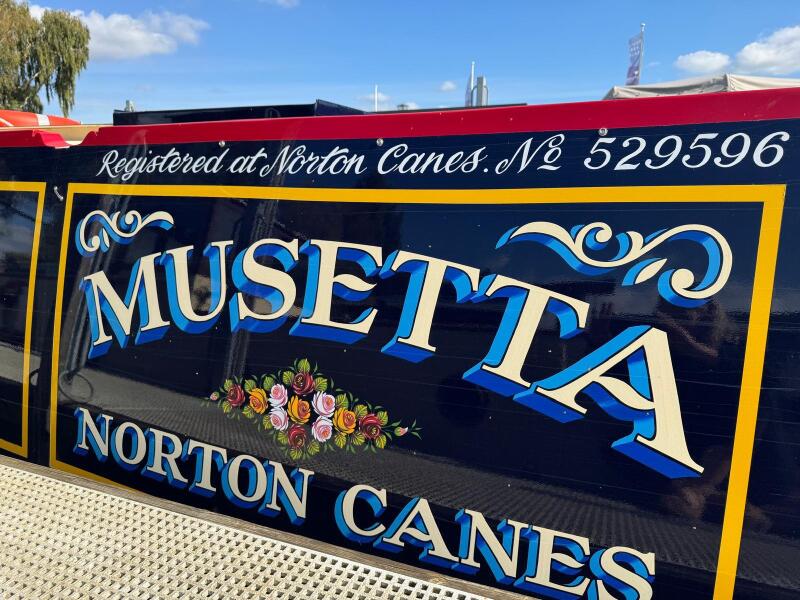 Registered at Norton Canes. No 529596
MUSETTA
NORTON CANES